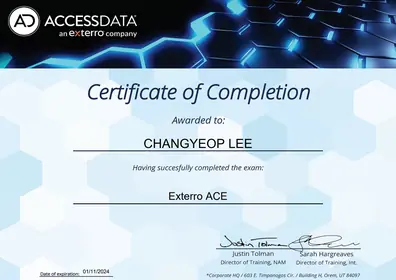 AD ACCESSDATA®
an exterro company
Certificate of Completion
Awarded to:
CHANGYEOP LEE
Having succesfully completed the exam:
Exterro ACE
Justin Tolman
Director of Training, NAM
Sarah Hargreaves
Director of Training, Int.
Date of expiration: 01/11/2024
*Corporate HQ / 603 E. Timpanogos Cir. / Building H, Orem, UT 84097